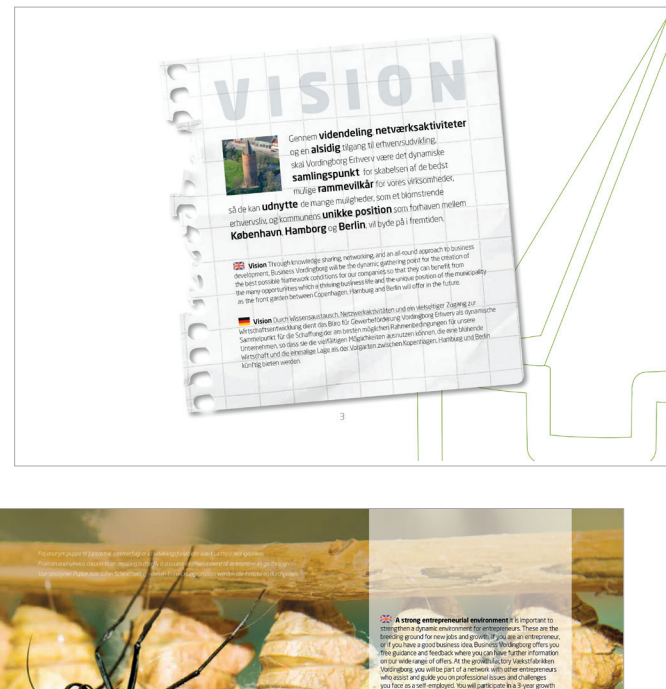 VISION
Gennem videndeling, netværksaktiviteter
og en alsidig tilgang til erhvervsudvikling,
skal Vordingborg Erhverv være det dynamiske
samlingspunkt for skabelsen af de bedst
mulige rammevilkår for vores virksomheder,
så de kan udnytte de mange muligheder, som et blomstrende
erhvervsliv, og kommunens unikke position som forhaven mellem
København, Hamborg og Berlin, vil byde på i fremtiden.
Vision Through knowledge sharing, networking, and an all-round approach to business
development, Business Vordingborg will be the dynamic gathering point for the creation of
the best possible framework conditions for our companies so that they can benefit from
the many opportunities which a thriving business life and the unique position of the municipality
as the front garden between Copenhagen, Hamburg and Berlin will offer in the future.
Vision Durch Wissensaustausch, Netzwerkaktivitäten und ein vielseitiger Zugang zur
Wirtschaftsentwicklung dient das Büro für Gewerbeförderung Vordingborg Erhverv als dynamische
Sammelpunkt für die Schaffung der am besten möglichen Rahmenbedingungen für unsere
Unternehmen, so dass sie die vielfältigen Möglichkeiten ausnutzen können, die eine blühende
Wirtschaft und die einmalige Lage als der Vorgarten zwischen Kopenhagen, Hamburg und Berlin
künftig bieten werden.
3
A strong entrepreneurial environment It is important to
strengthen a dynamic environment for entrepreneurs. These are the
breeding ground for new jobs and growth. If you are an entrepreneur,
or if you have a good business idea, Business Vordingborg offers you
free guidance and feedback where you can have further information
on our wide range of offers. At the growth factory Vækstfabrikken
Vordingborg, you will be part of a network with other entrepreneurs
who assist and guide you on professional issues and challenges
you face as a self-employed. You will participate in a 3-year growth